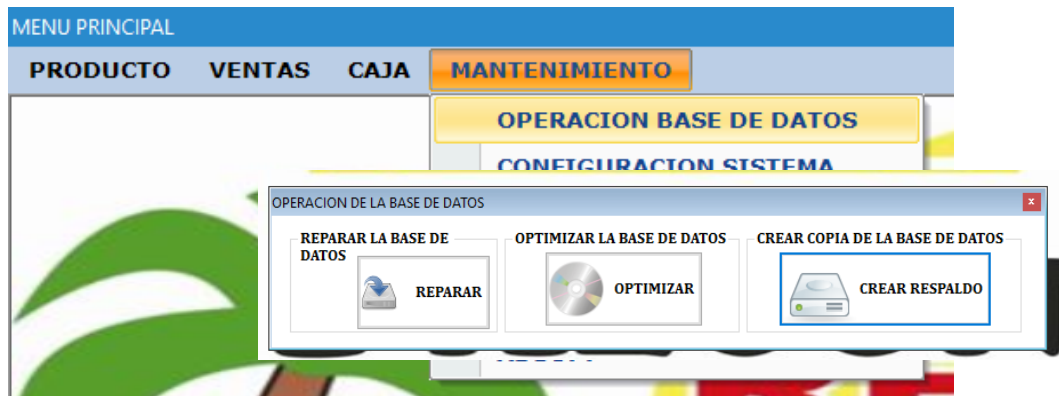 MENU PRINCIPAL
PRODUCTO VENTAS CAJA MANTENIMIENTO
OPERACION BASE DE DATOS
CONFIGURACION SISTEMA
OPERACION DE LA BASE DE DATOS
REPARAR LA BASE DE
DATOS
REPARAR
OPTIMIZAR LA BASE DE DATOS
OPTIMIZAR
CREAR COPIA DE LA BASE DE DATOS
CREAR RESPALDO